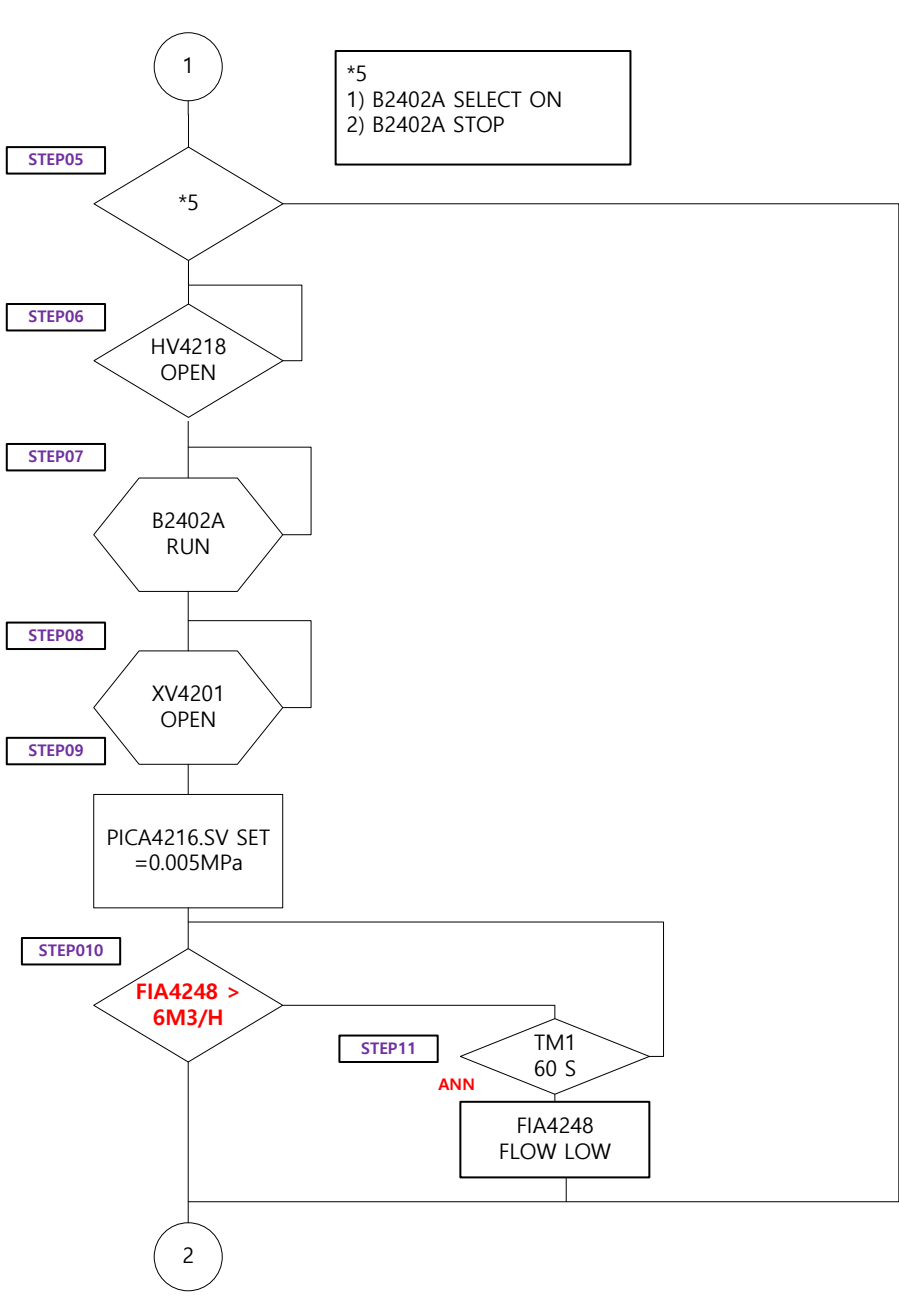 1
*5
1) B2402A SELECT ON
2) B2402A STOP
STEP05
*5
STEP06
HV4218
OPEN
STEP07
B2402A
RUN
STEP08
XV4201
OPEN
STEP09
PICA4216.SV SET
=0.005MPa
STEP010
FIA4248 >
6M3/H
STEP11
TM1
60 S
ANN
FIA4248
FLOW LOW
2